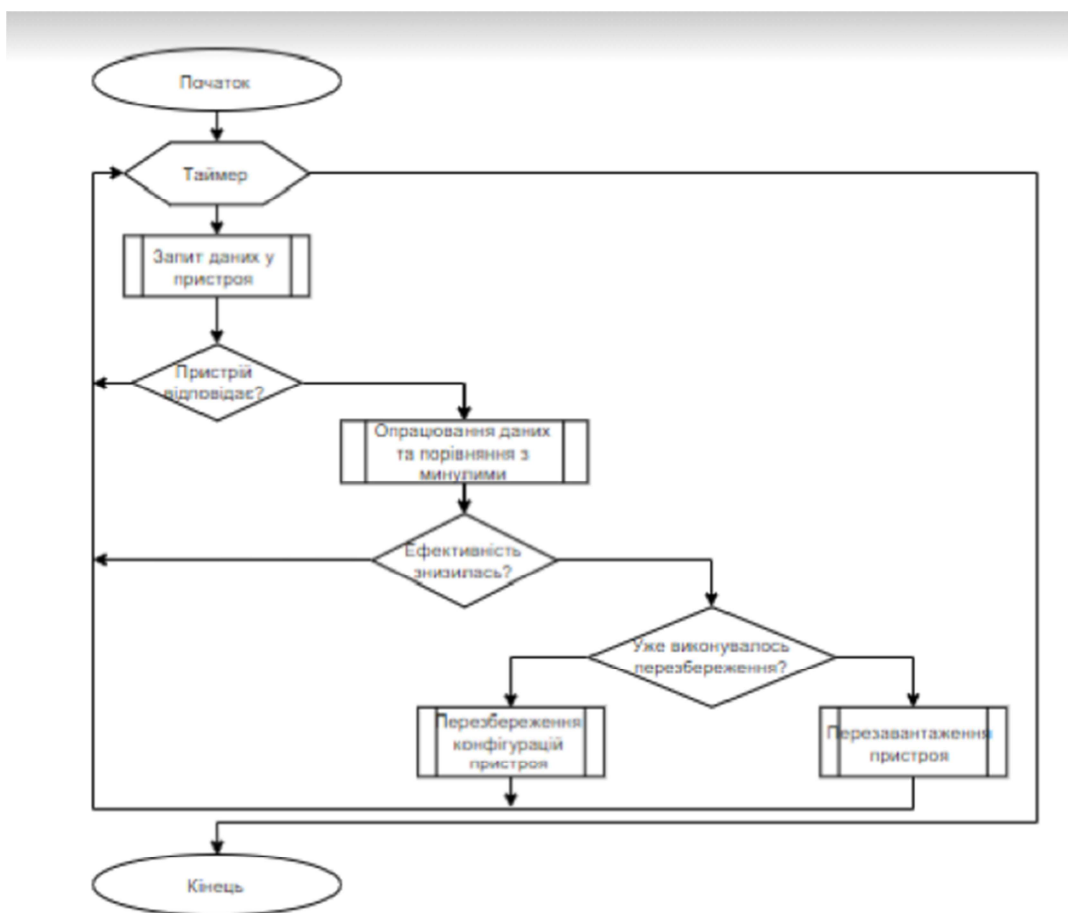 Початок
Таймер
Запит даних у
пристроя
Пристрій
відповідає?
Опрацювання даних
та порівняння з
минулими
Ефективність
знизилась?
Уже виконувалось
перезбереження?
Перезбереження
конфігурацій
пристроя
Перезавантаження
пристроя
Кінець